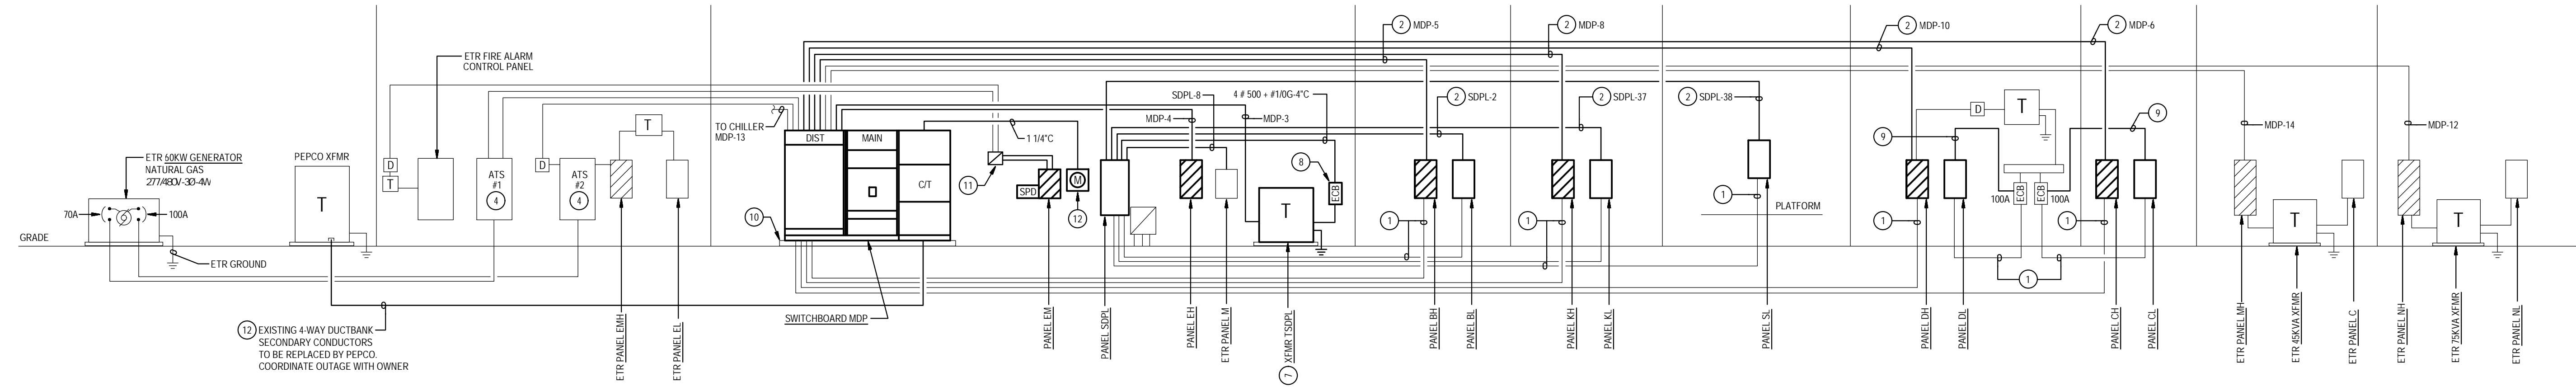 2 MDP-5
2 MDP-8
2 MDP-10
2 MDP-6
ETR FIRE ALARM
CONTROL PANEL
SDPL-8
4 # 500 + #1/0G-4"C
2 SDPL-2
2 SDPL-37
2 SDPL-38
D
T
9
TO CHILLER
MDP-13
MDP-4
MDP-3
1 1/4"C
9
MDP-14
MDP-12
T
DIST
MAIN
C/T
ETR 60KW GENERATOR
NATURAL GAS
277/480V-3Ø-4W
PEPCO XFMR
T
D
T
ATS
#1
4
D
ATS
#2
4
11
SPD
M
12
8
ECB
T
1
1
1
PLATFORM
1
ECB
ECB
100A
100A
1
T
T
70A
G
100A
10
GRADE
ETR GROUND
1
12 EXISTING 4-WAY DUCTBANK
SECONDARY CONDUCTORS
TO BE REPLACED BY PEPCO.
COORDINATE OUTAGE WITH OWNER
SWITCHBOARD MDP
ETR PANEL EMH
ETR PANEL EL
PANEL EM
PANEL SDPL
PANEL EH
ETR PANEL M
XFMR TSDPL
7
PANEL BH
PANEL BL
PANEL KH
PANEL KL
PANEL SL
PANEL DH
PANEL DL
PANEL CH
PANEL CL
ETR PANEL MH
ETR 45KVA XFEMR
ETR PANEL C
ETR PANEL NH
ETR 75KVA XFEMR
ETR PANEL NL